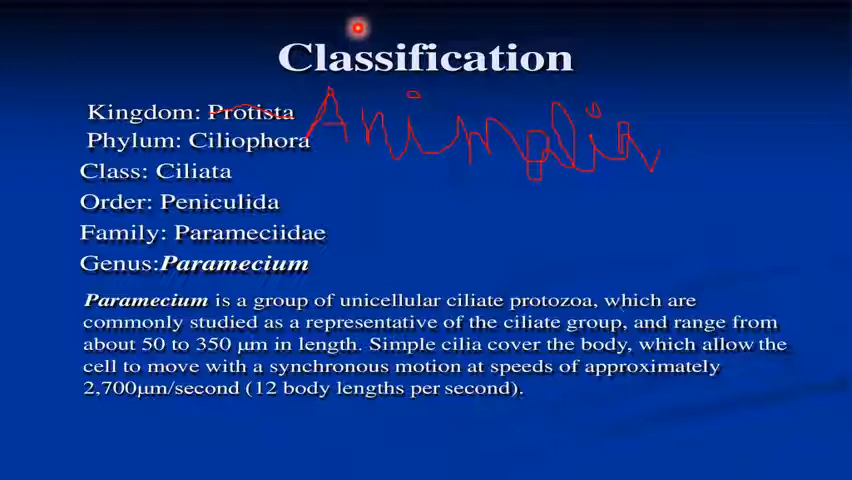 Classification
Kingdom: Protista Animalia
Phylum: Ciliophora
Class: Ciliata
Order: Peniculida
Family: Parameciidae
Genus:Paramecium
Paramecium is a group of unicellular ciliate protozoa, which are
commonly studied as a representative of the ciliate group, and range from
about 50 to 350 μm in length. Simple cilia cover the body, which allow the
cell to move with a synchronous motion at speeds of approximately
2,700μm/second (12 body lengths per second).